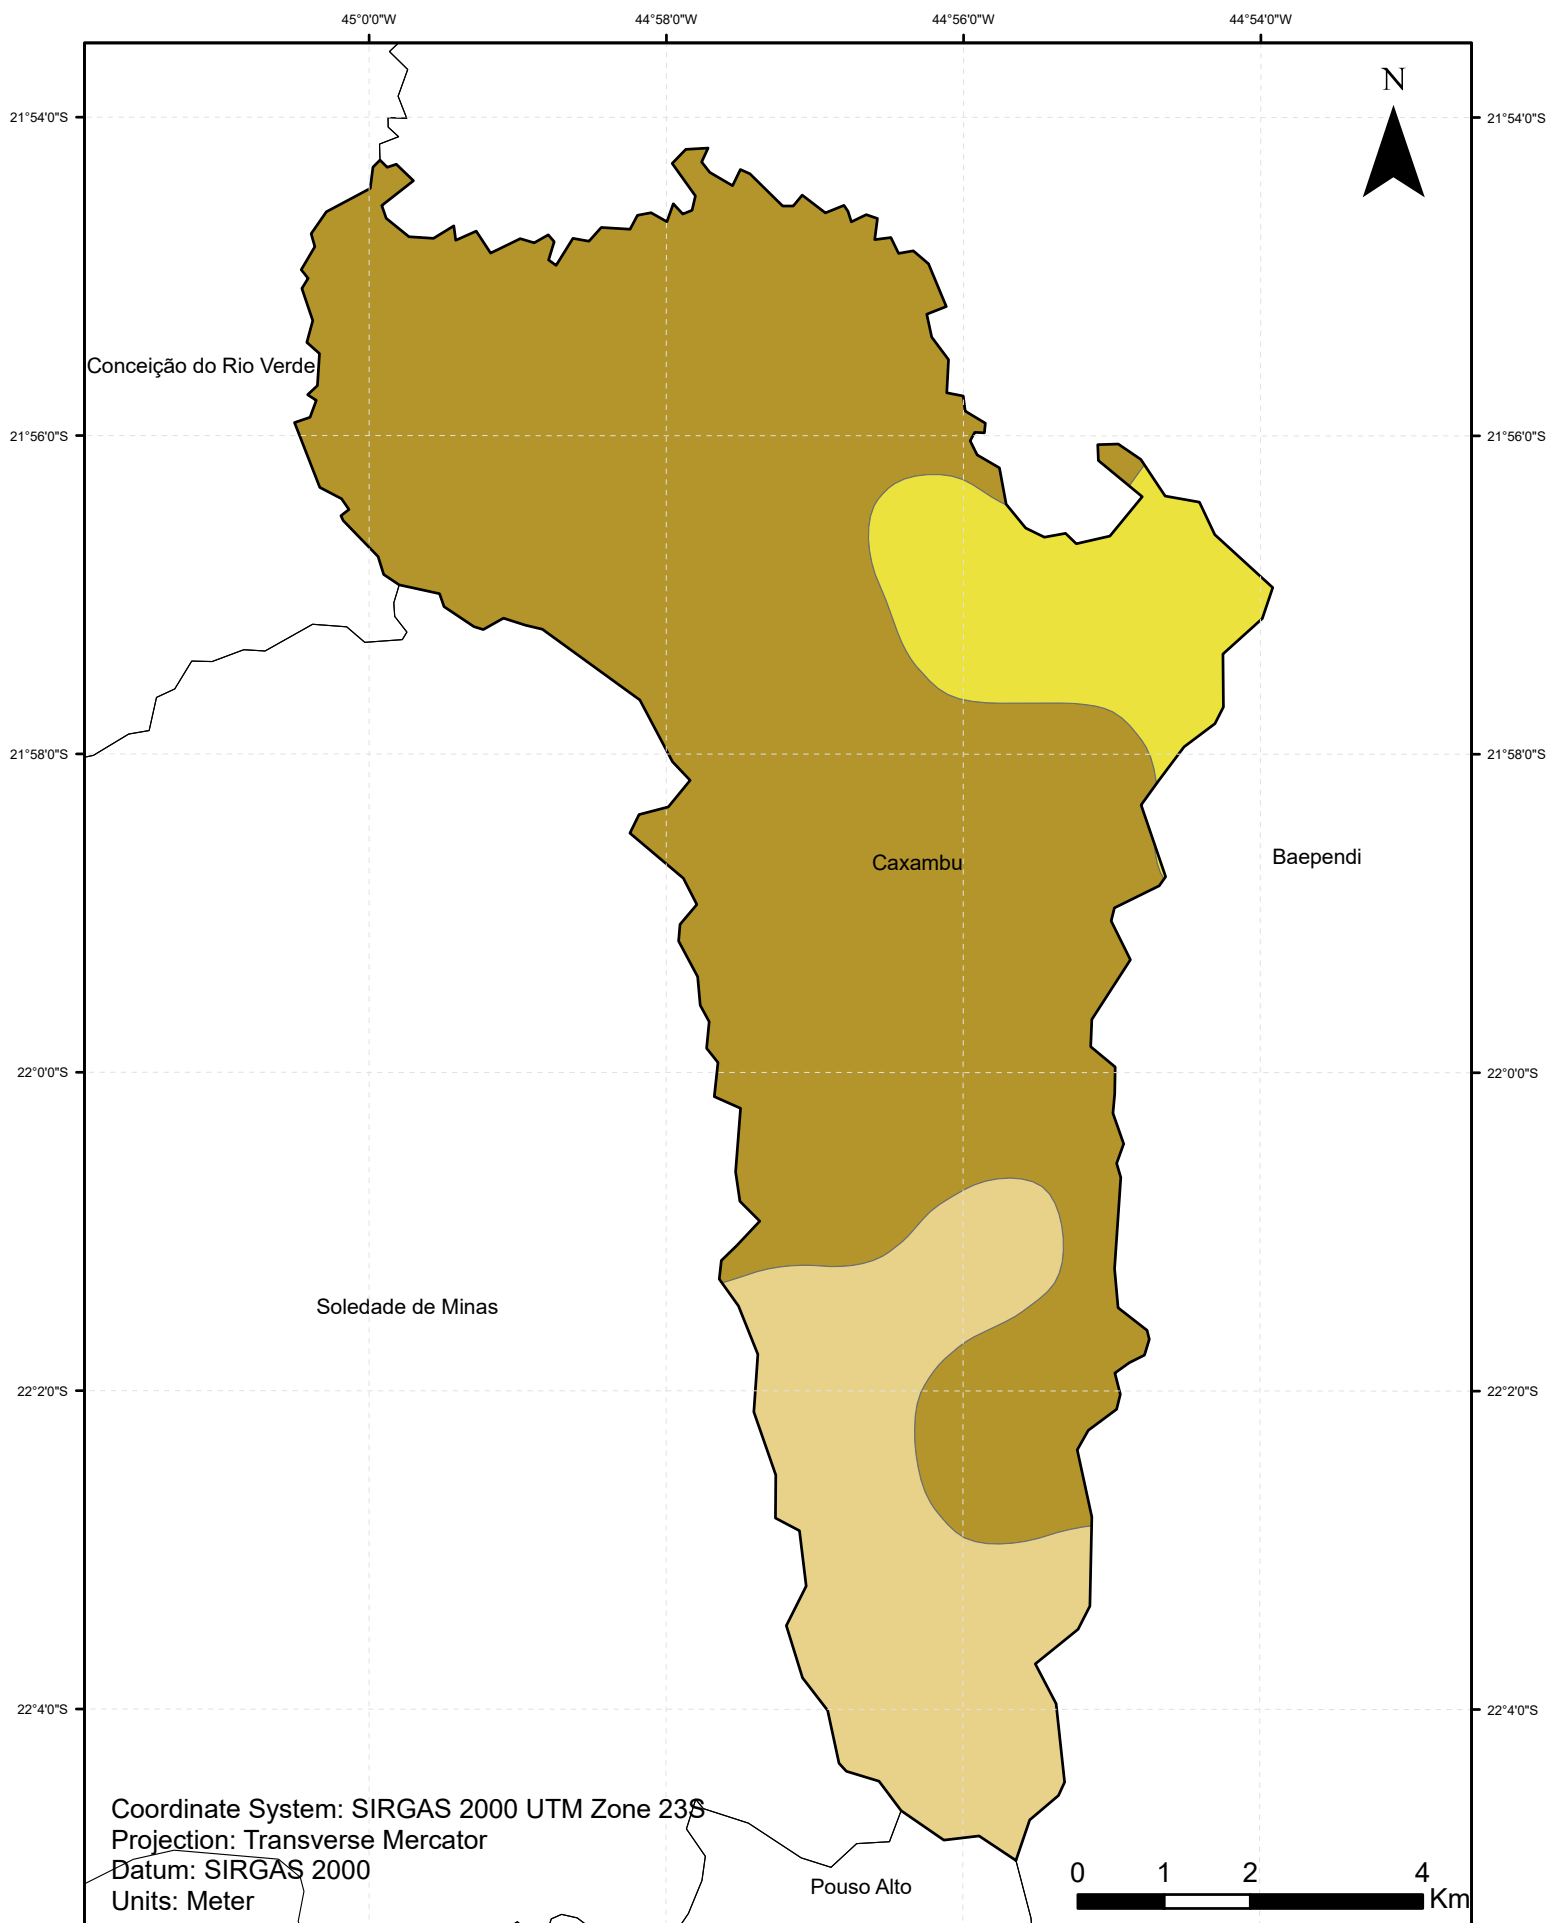 45°0'0"W 44°58'0"W 44°56'0"W 44°54'0"W
N
21°54'0"S 21°54'0"S
Conceição do Rio Verde
21°56'0"S 21°56'0"S
21°58'0"S 21°58'0"S
Caxambu Baependi
22°0'0"S 22°0'0"S
Soledade de Minas
22°2'0"S 22°2'0"S
22°4'0"S 22°4'0"S
Coordinate System: SIRGAS 2000 UTM Zone 23S
Projection: Transverse Mercator
Datum: SIRGAS 2000
Units: Meter
Pouso Alto
0 1 2 4
Km